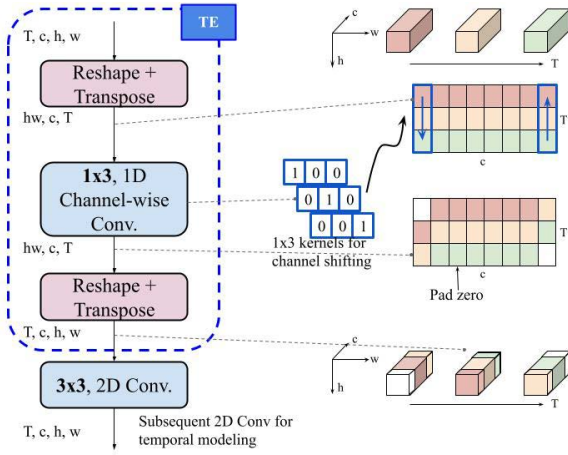 T, c, h, w
TE
Reshape +
Transpose
hw, c, T
1x3, 1D
Channel-wise
Conv.
hw, c, T
Reshape +
Transpose
T, c, h, w
3x3, 2D Conv.
T, c, h, w
Subsequent 2D Conv for
temporal modeling
1 0 0
0 1 0
0 0 1
1x3 kernels for
channel shifting
c
w
h
T
T
c
T
c
Pad zero
c
w
h
T